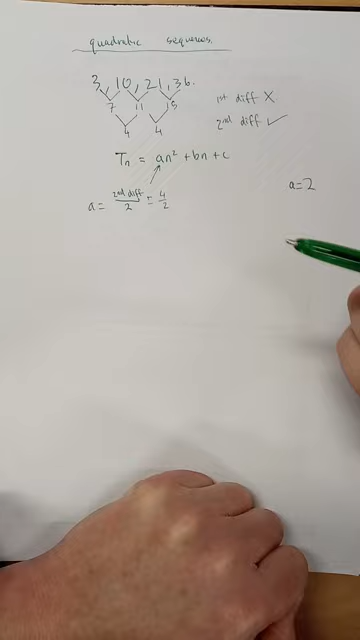 quadratic sequences.
3, 10, 21, 36.
7 11 15
4 4
1st diff ✗
2nd diff ✓
Tₙ = an² + bn + c
a = 2nd diff/2 = 4/2
a=2